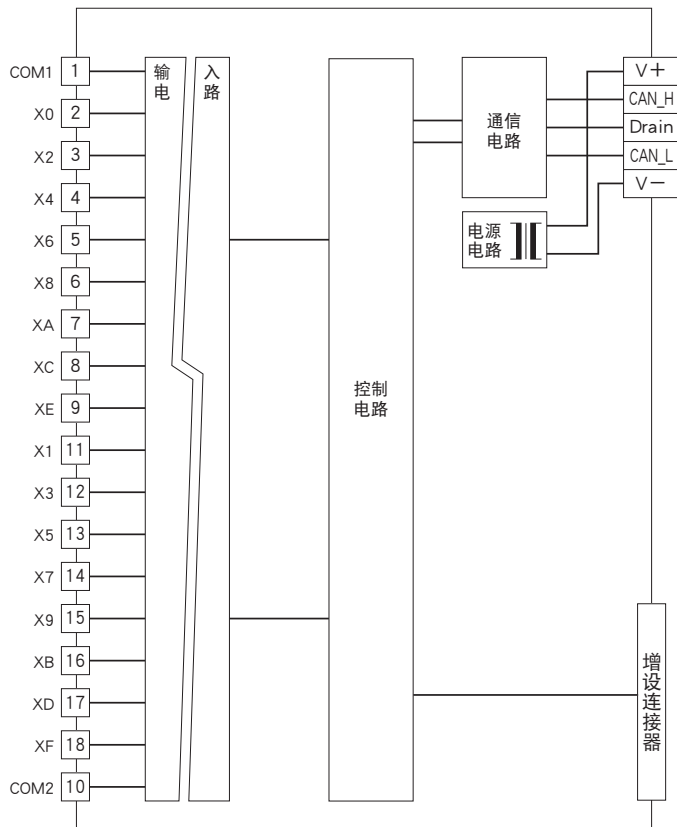 COM1 1
X0 2
X2 3
X4 4
X6 5
X8 6
XA 7
XC 8
XE 9
X1 11
X3 12
X5 13
X7 14
X9 15
XB 16
XD 17
XF 18
COM2 10
输入
电路
控制
电路
通信
电路
电源
电路
V+
CAN_H
Drain
CAN_L
V−
增设连接器